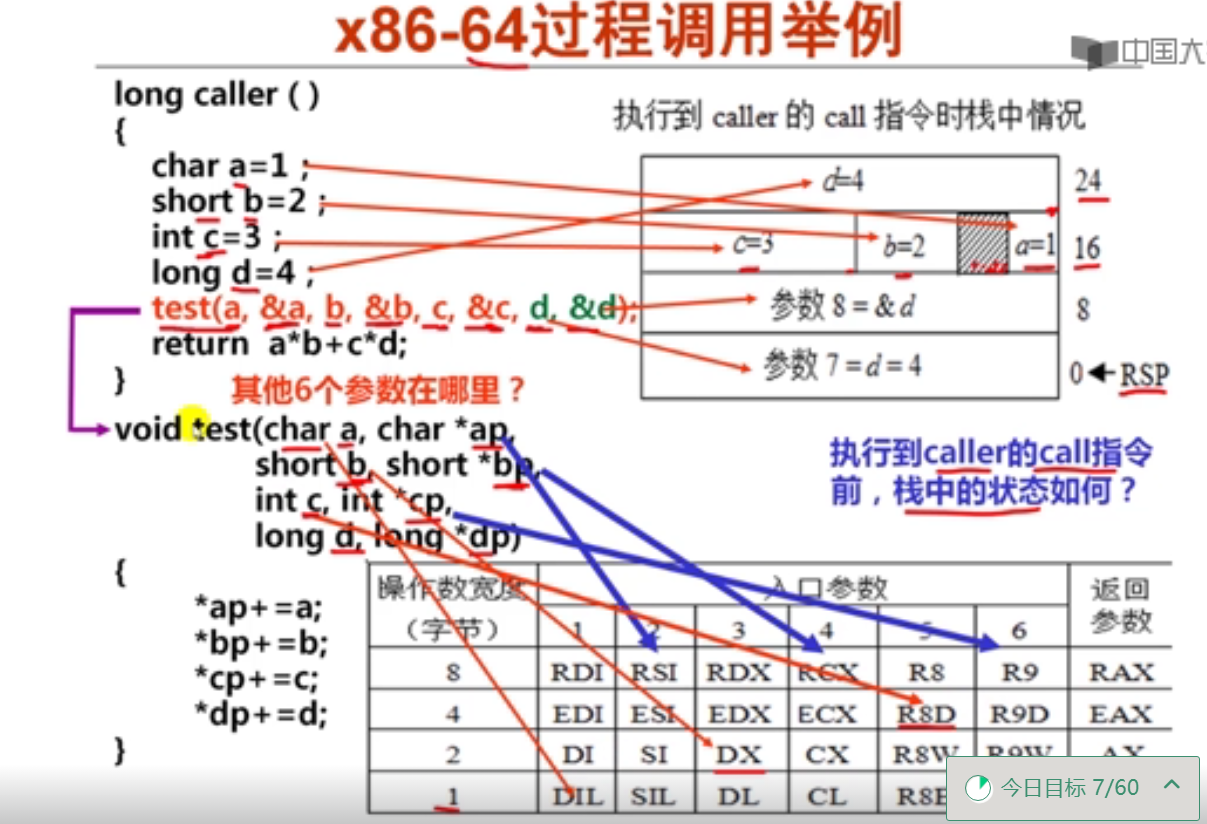 x86-64过程调用举例
中国大
long caller ( )
{
char a=1 ;
short b=2 ;
int c=3 ;
long d=4 ;
test(a, &a, b, &b, c, &c, d, &d);
return a*b+c*d;
}
执行到 caller 的 call 指令时栈中情况
d=4 24
c=3 b=2 a=1 16
参数 8 = & d 8
参数 7 = d = 4 0 RSP
其他6个参数在哪里？
执行到caller的call指令
前，栈中的状态如何？
void test(char a, char *ap,
short b, short *bp,
int c, int *cp,
long d, long *dp)
{
*ap+=a;
*bp+=b;
*cp+=c;
*dp+=d;
}
操作数宽度 入口参数 返回
（字节） 1 2 3 4 5 6 参数
8 RDI RSI RDX RCX R8 R9 RAX
4 EDI ESI EDX ECX R8D R9D EAX
2 DI SI DX CX R8W R9W AX
1 DIL SIL DL CL
今日目标 7/60